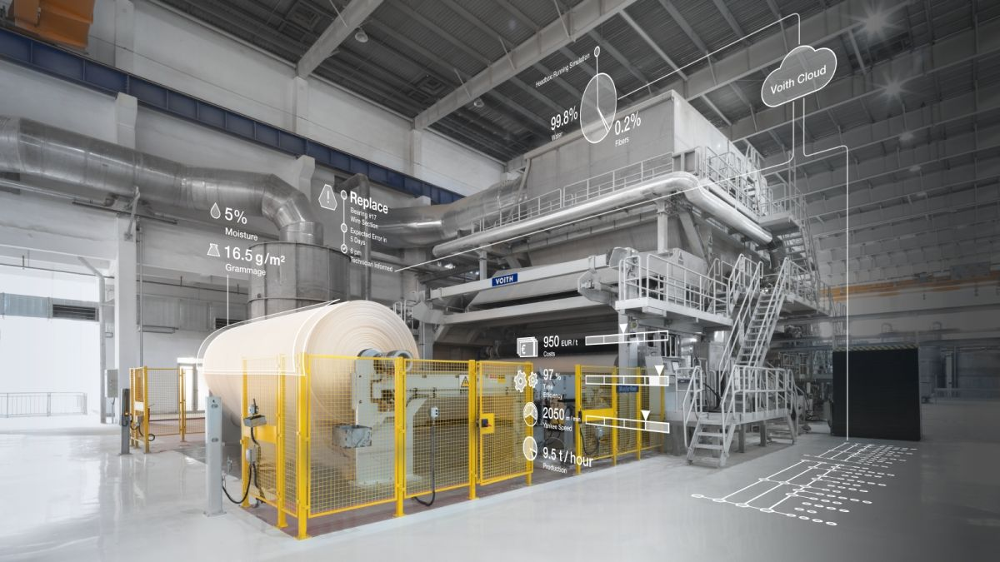 Voith Cloud
Headbox Running Simulation
99.8%
Water
0.2%
Fibers
Replace
Bearing #17
Wire Section
Expected Error in
5 Days
6 pm
Technician Informed
5%
Moisture
16.5 g/m²
Grammage
VOITH
950 EUR / t
Costs
97 %
Time
Efficiency
2050 m / min
Yankee Speed
9.5 t / hour
Production